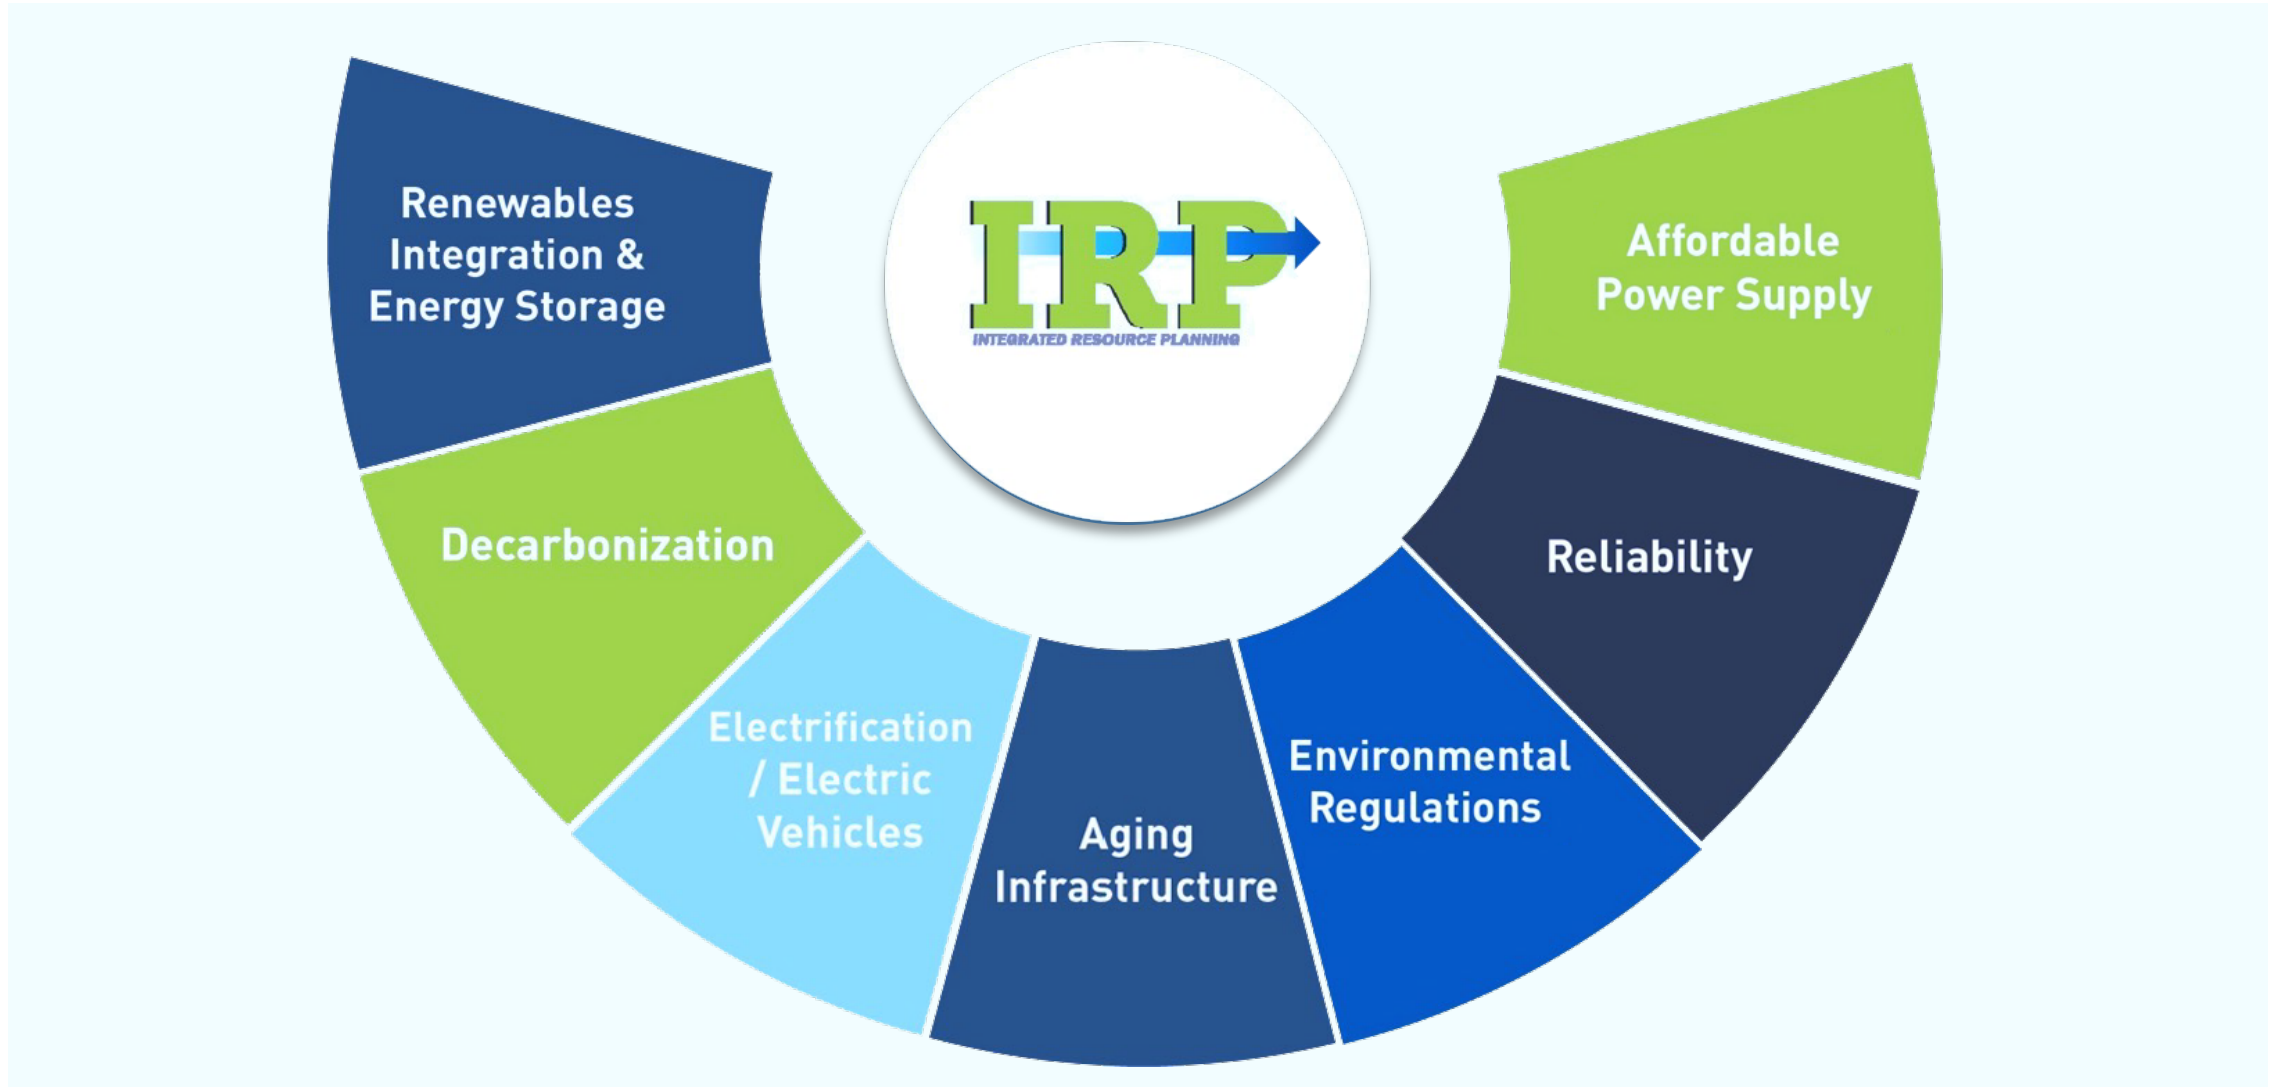 IRP
INTEGRATED RESOURCE PLANNING
Renewables
Integration &
Energy Storage
Decarbonization
Electrification
/ Electric
Vehicles
Aging
Infrastructure
Environmental
Regulations
Reliability
Affordable
Power Supply